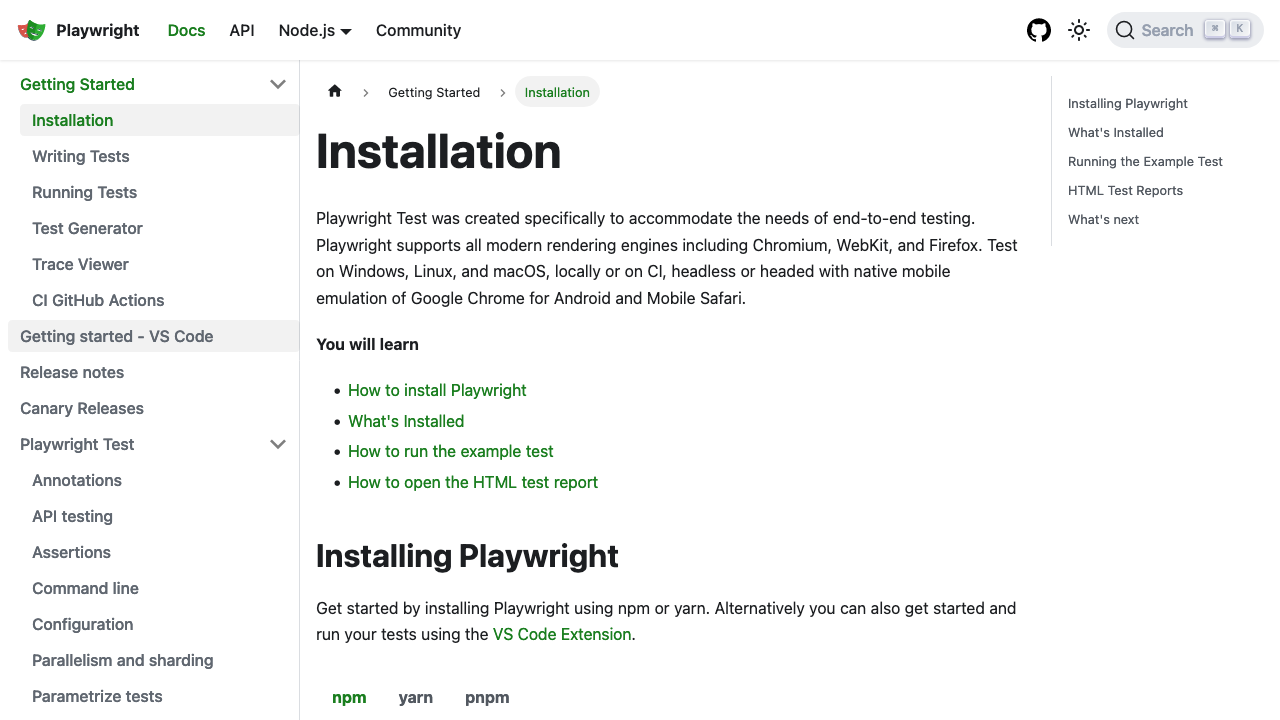 Playwright
Docs
API
Node.js
Community
Search
⌘
K
Getting Started
Installation
Writing Tests
Running Tests
Test Generator
Trace Viewer
CI GitHub Actions
Getting started - VS Code
Release notes
Canary Releases
Playwright Test
Annotations
API testing
Assertions
Command line
Configuration
Parallelism and sharding
Parametrize tests
Getting Started
Installation
Installation
Playwright Test was created specifically to accommodate the needs of end-to-end testing.
Playwright supports all modern rendering engines including Chromium, WebKit, and Firefox. Test
on Windows, Linux, and macOS, locally or on CI, headless or headed with native mobile
emulation of Google Chrome for Android and Mobile Safari.
You will learn
• How to install Playwright
• What's Installed
• How to run the example test
• How to open the HTML test report
Installing Playwright
Get started by installing Playwright using npm or yarn. Alternatively you can also get started and
run your tests using the VS Code Extension.
npm
yarn
pnpm
Installing Playwright
What's Installed
Running the Example Test
HTML Test Reports
What's next